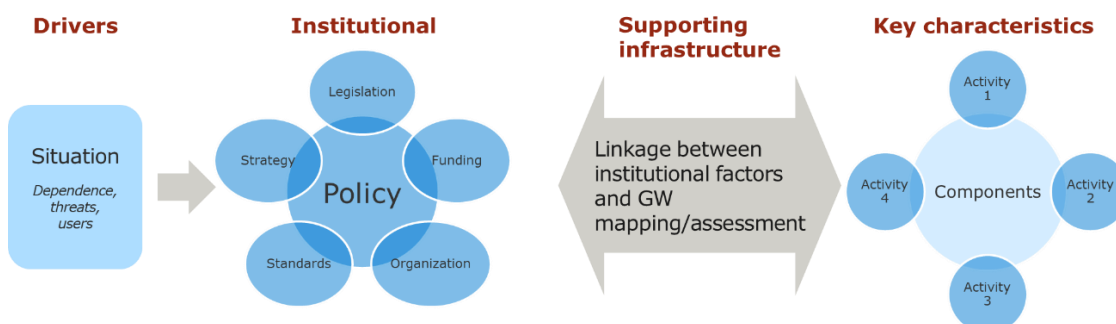 Drivers
Institutional
Supporting
infrastructure
Key characteristics
Situation
Dependence,
threats,
users
Legislation
Strategy
Funding
Policy
Standards
Organization
Linkage between
institutional factors
and GW
mapping/assessment
Activity
1
Activity
4
Components
Activity
2
Activity
3